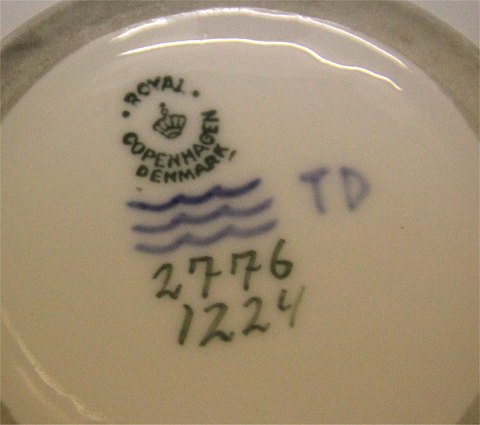 ROYAL
COPENHAGEN
DENMARK
TD
2776
1224